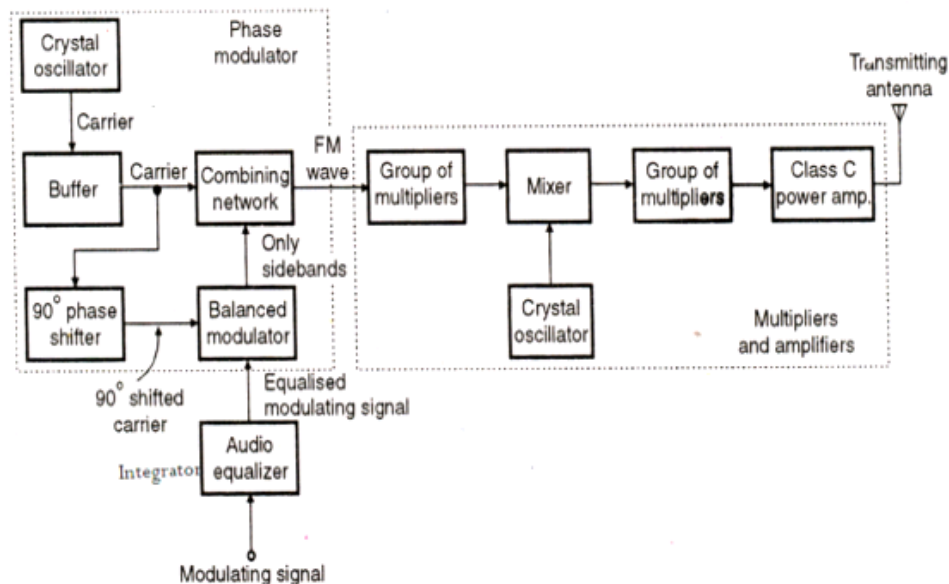 Phase
modulator
Crystal
oscillator
Carrier
Buffer
Carrier
Combining
network
FM
wave
Group of
multipliers
Mixer
Group of
multipliers
Class C
power amp.
Transmitting
antenna
Only
sidebands
90° phase
shifter
Balanced
modulator
Crystal
oscillator
Multipliers
and amplifiers
90° shifted
carrier
Equalised
modulating signal
Integrator
Audio
equalizer
Modulating signal